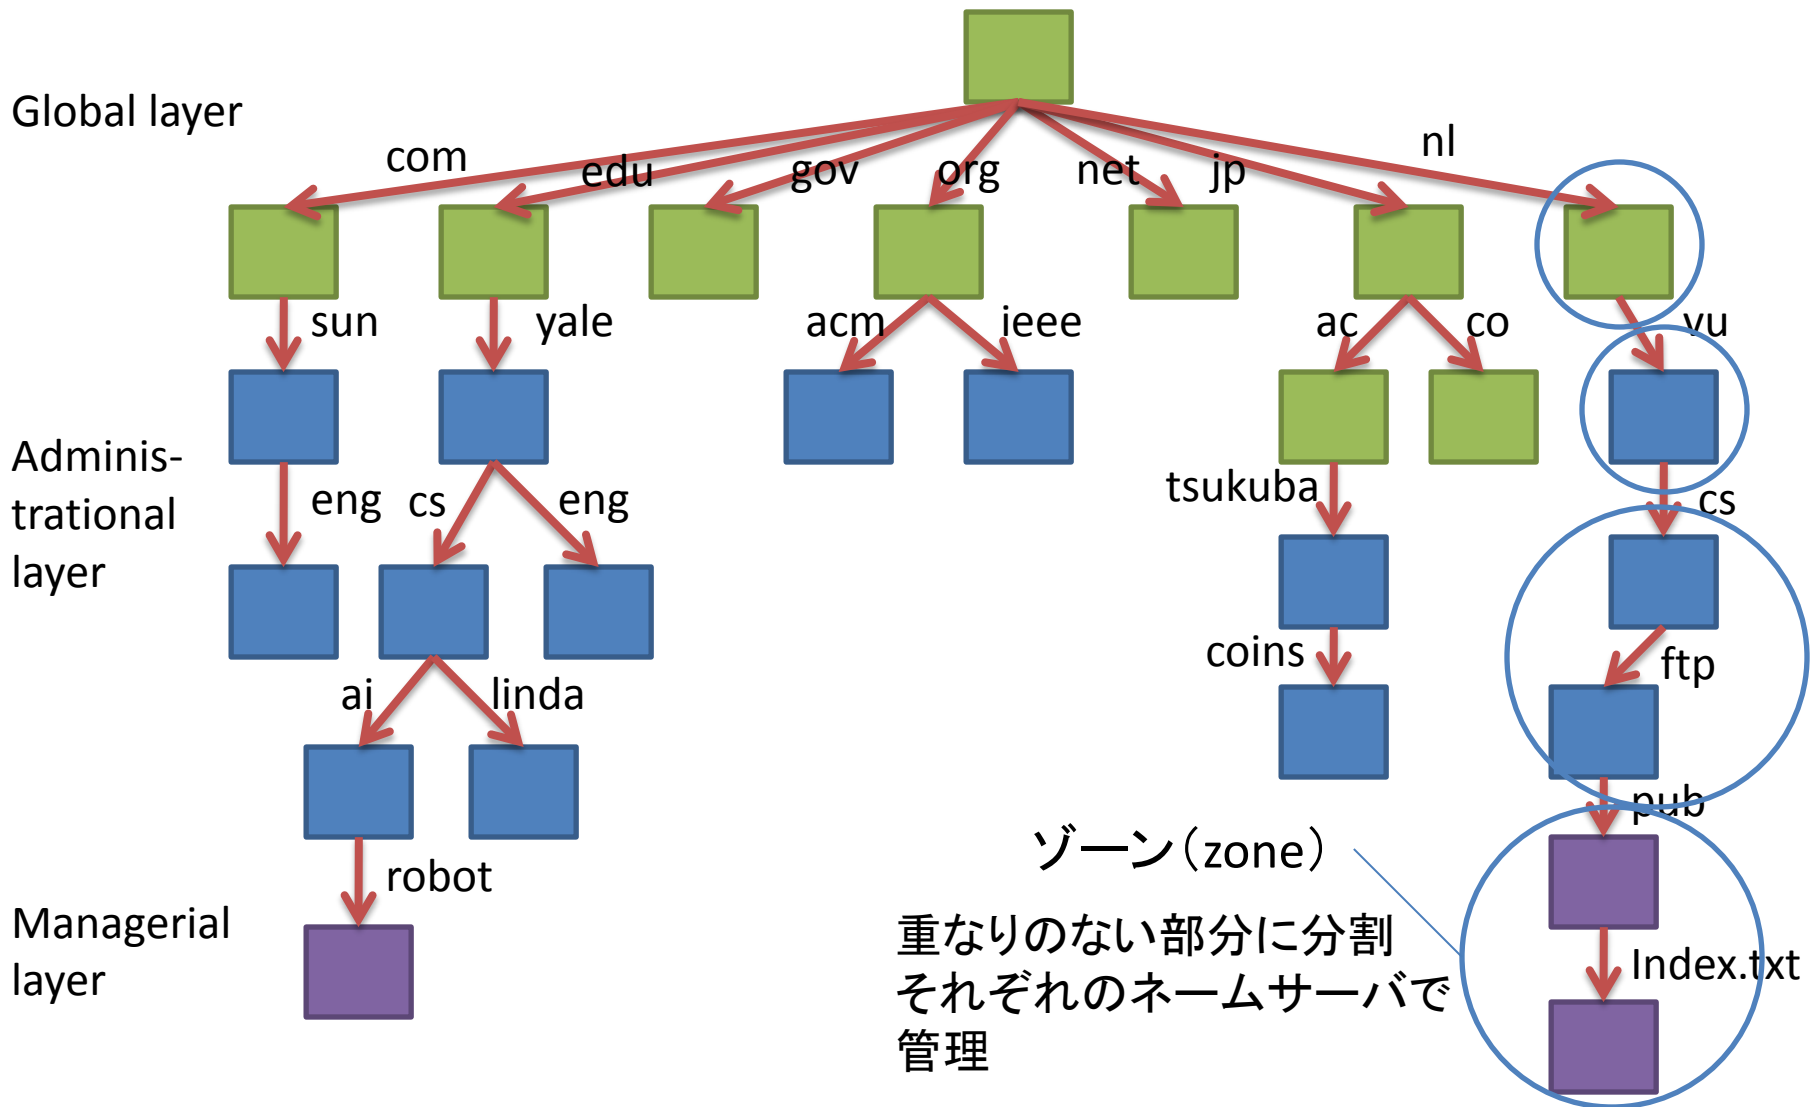 Global layer
com
edu
gov
org
net
jp
nl
sun
yale
acm
ieee
ac
co
vu
Adminis-
trational
layer
eng
cs
eng
tsukuba
cs
ai
linda
coins
ftp
robot
pub
ゾーン（zone）
Managerial
layer
重なりのない部分に分割
それぞれのネームサーバで
管理
Index.txt